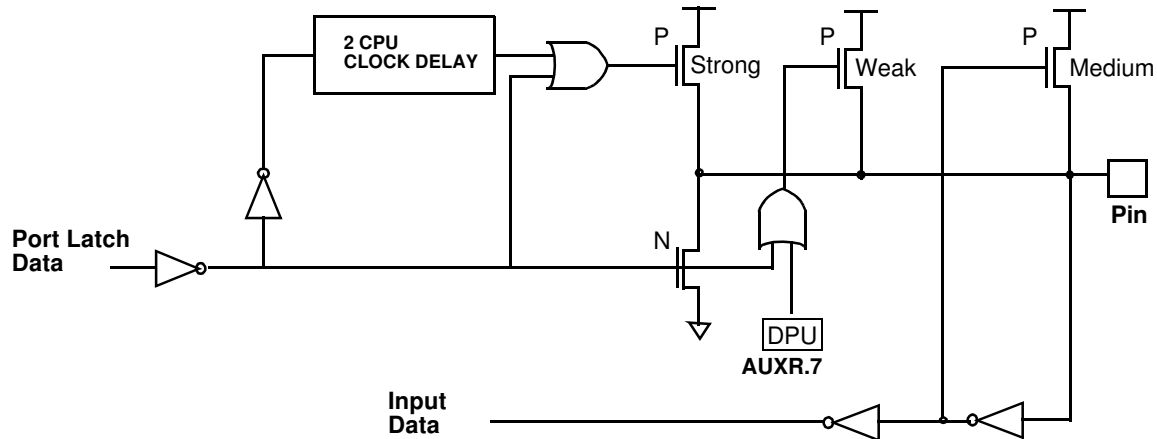 2 CPU
CLOCK DELAY
P
Strong
P
Weak
P
Medium
Pin
Port Latch
Data
N
DPU
AUXR.7
Input
Data